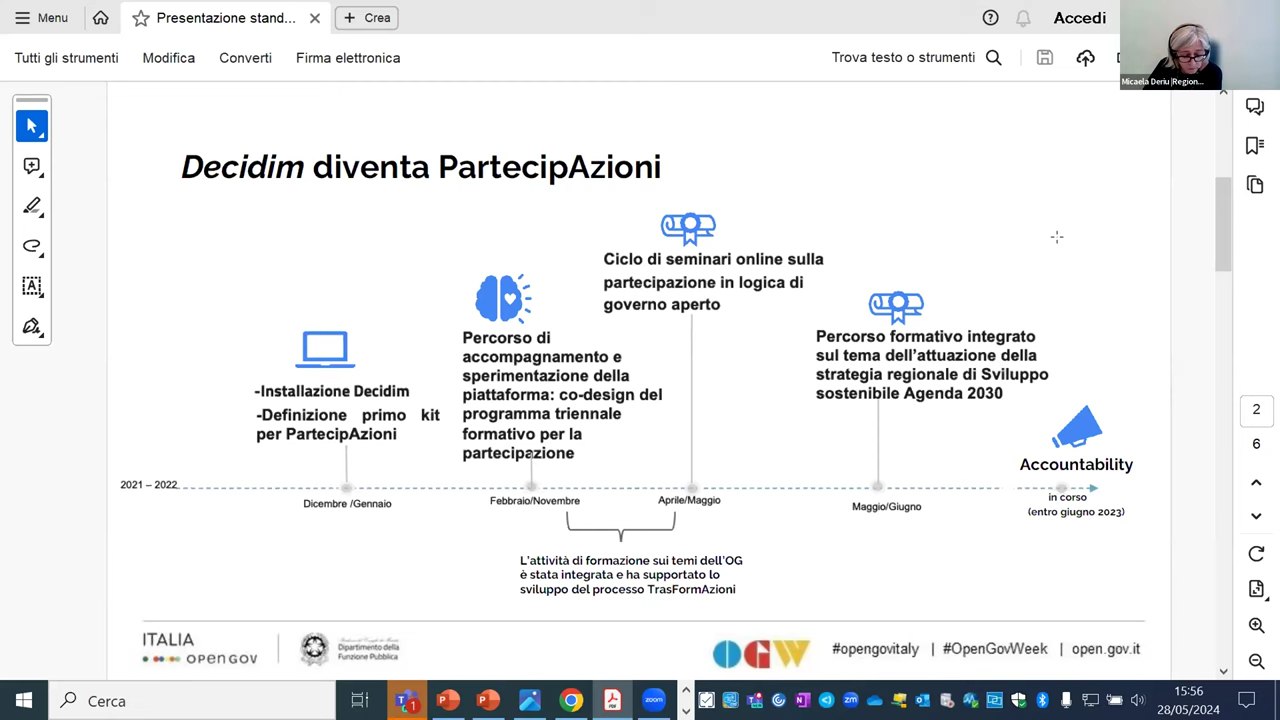 Menu
Presentazione stand...
Crea
Accedi
Tutti gli strumenti
Modifica
Converti
Firma elettronica
Trova testo o strumenti
Micaela Deriu |Region...
Decidim diventa PartecipAzioni
Ciclo di seminari online sulla
partecipazione in logica di
governo aperto
Percorso di
accompagnamento e
sperimentazione della
piattaforma: co-design del
programma triennale
formativo per la
partecipazione
Percorso formativo integrato
sul tema dell'attuazione della
strategia regionale di Sviluppo
sostenibile Agenda 2030
-Installazione Decidim
-Definizione primo kit
per PartecipAzioni
Accountability
2021 – 2022
Dicembre /Gennaio
Febbraio/Novembre
Aprile/Maggio
Maggio/Giugno
in corso
(entro giugno 2023)
L'attività di formazione sui temi dell'OG
è stata integrata e ha supportato lo
sviluppo del processo TrasFormAzioni
ITALIA
open gov
Dipartimento della
Funzione Pubblica
OGW
#opengovitaly | #OpenGovWeek | open.gov.it
2
6
Cerca
1
zoom
15:56
28/05/2024